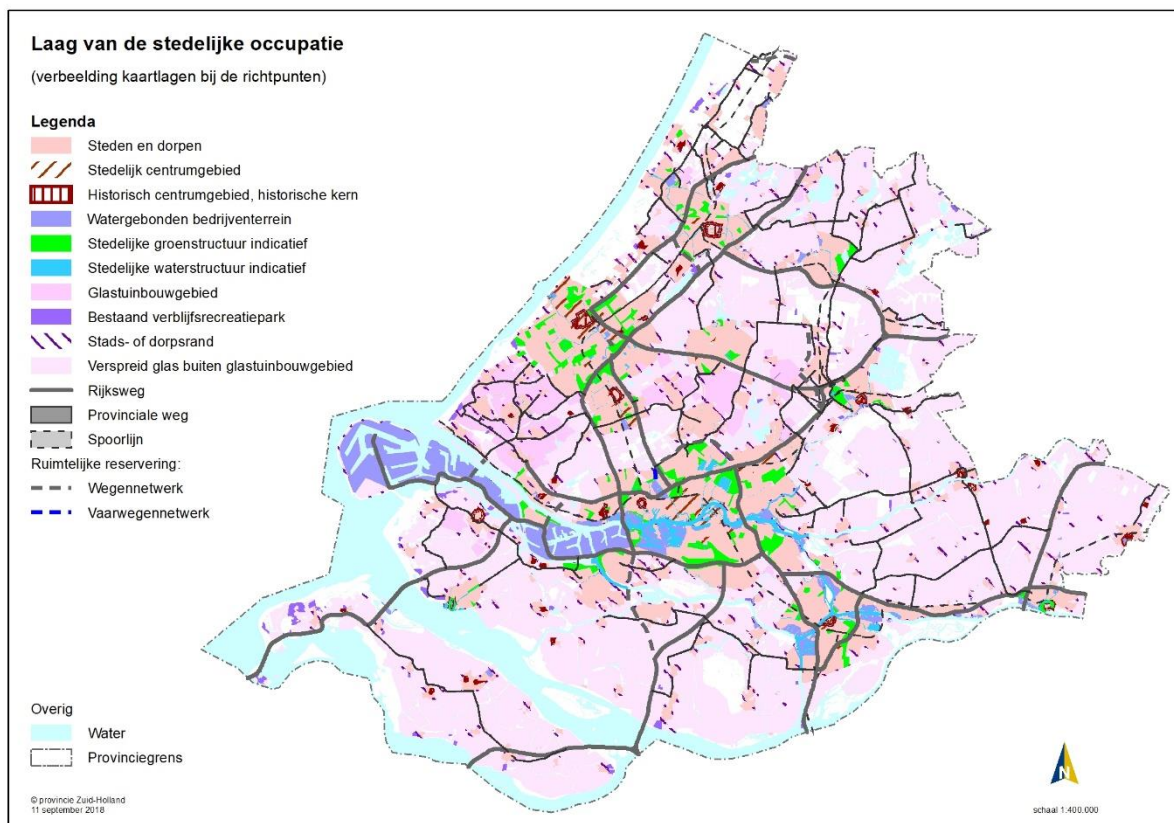 Laag van de stedelijke occupatie
(verbeelding kaartlagen bij de richtpunten)
Legenda
Steden en dorpen
Stedelijk centrumgebied
Historisch centrumgebied, historische kern
Watergebonden bedrijventerrein
Stedelijke groenstructuur indicatief
Stedelijke waterstructuur indicatief
Glastuinbouwgebied
Bestaand verblijfsrecreatiepark
Stads- of dorpsrand
Verspreid glas buiten glastuinbouwgebied
Rijksweg
Provinciale weg
Spoorlijn
Ruimtelijke reservering:
Wegennetwerk
Vaarwegennetwerk
Overig
Water
Provinciegrens
© provincie Zuid-Holland
11 september 2018
N
schaal 1:400.000